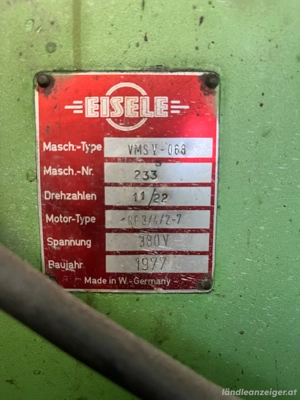 EISELE
Masch.-Type VMS V-068
Masch.-Nr. 233
Drehzahlen 11/22
Motor-Type
Spannung 380V
Baujahr 1977
Made in W.-Germany
ländleanzeiger.at